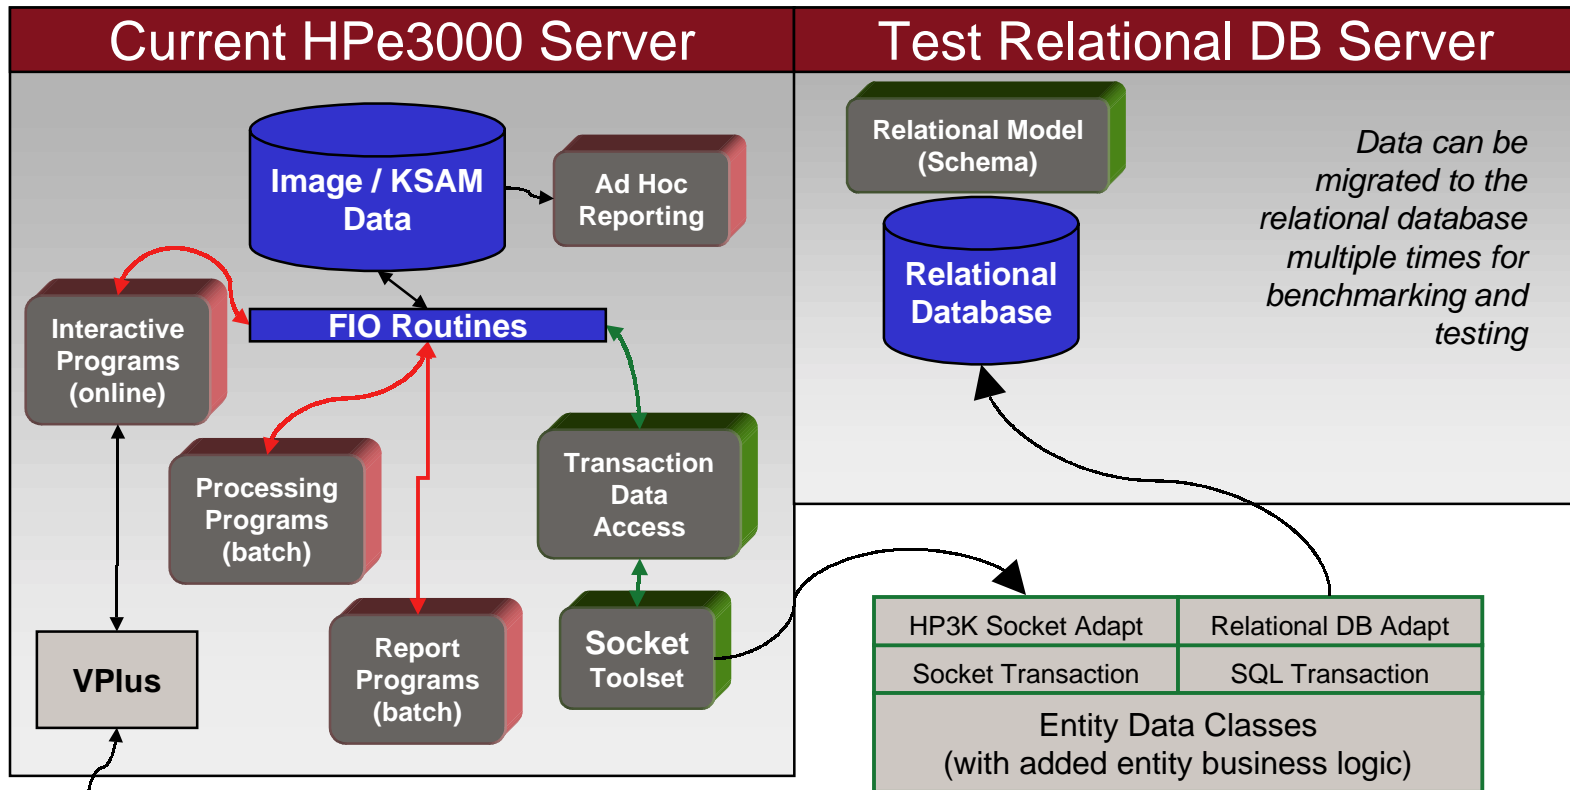 Current HPe3000 Server
Test Relational DB Server
Image / KSAM
Data
Ad Hoc
Reporting
FIO Routines
Interactive
Programs
(online)
Processing
Programs
(batch)
Report
Programs
(batch)
Transaction
Data
Access
Socket
Toolset
VPlus
Relational Model
(Schema)
Relational
Database
Data can be
migrated to the
relational database
multiple times for
benchmarking and
testing
HP3K Socket Adapt
Relational DB Adapt
Socket Transaction
SQL Transaction
Entity Data Classes
(with added entity business logic)